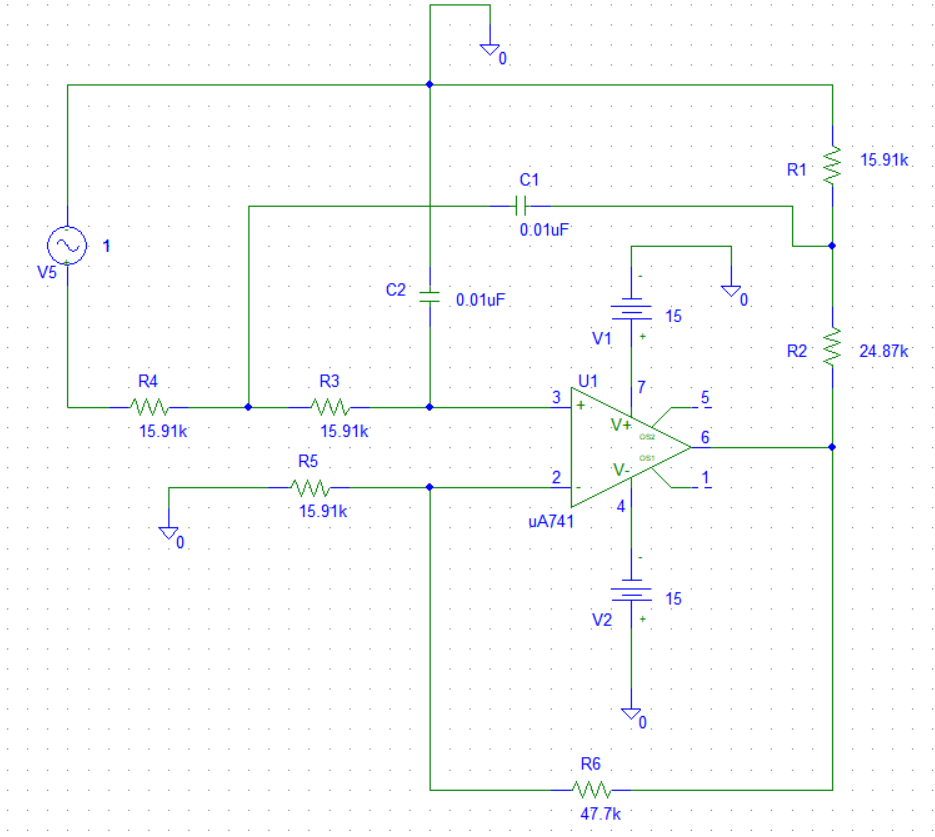 0
R1
15.91k
C1
0.01uF
1
V5
-
+
C2
0.01uF
-
0
15
V1
+
R2
24.87k
R4
15.91k
R3
15.91k
U1
7
3
+
5
V+
OS2
6
OS1
R5
15.91k
2
-
V-
1
4
uA741
0
-
15
V2
+
0
R6
47.7k